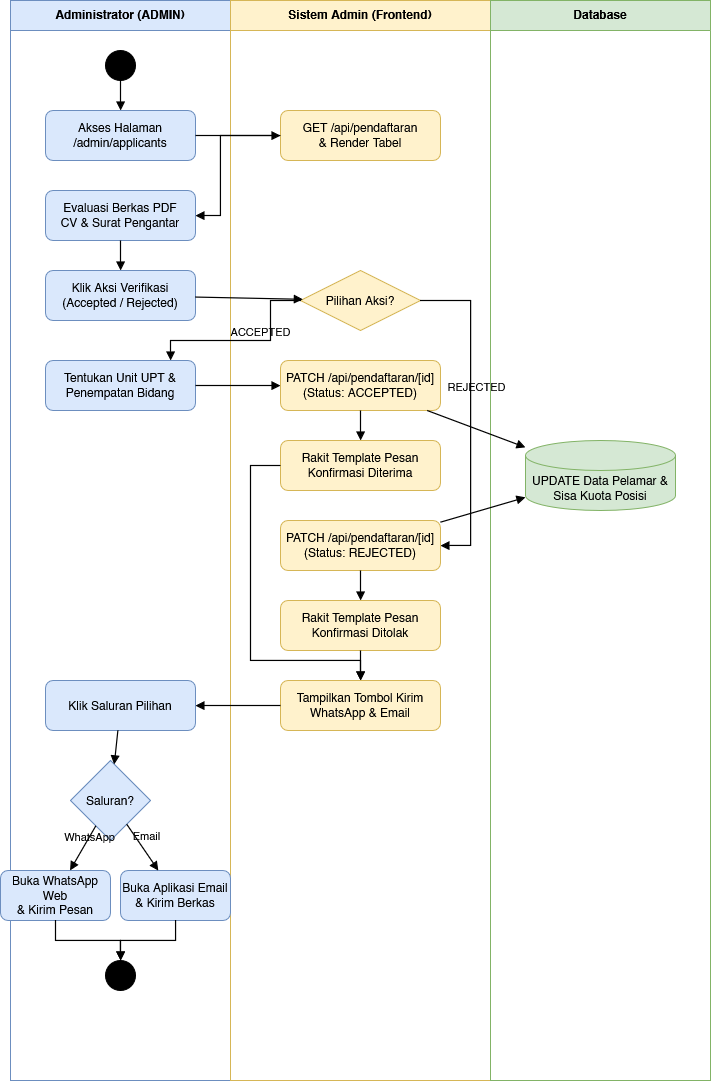 Administrator (ADMIN)
Sistem Admin (Frontend)
Database
Akses Halaman
/admin/applicants
GET /api/pendaftaran
& Render Tabel
Evaluasi Berkas PDF
CV & Surat Pengantar
Klik Aksi Verifikasi
(Accepted / Rejected)
Pilihan Aksi?
ACCEPTED
Tentukan Unit UPT &
Penempatan Bidang
PATCH /api/pendaftaran/[id]
(Status: ACCEPTED)
REJECTED
Rakit Template Pesan
Konfirmasi Diterima
UPDATE Data Pelamar &
Sisa Kuota Posisi
PATCH /api/pendaftaran/[id]
(Status: REJECTED)
Rakit Template Pesan
Konfirmasi Ditolak
Klik Saluran Pilihan
Tampilkan Tombol Kirim
WhatsApp & Email
Saluran?
WhatsApp
Email
Buka WhatsApp
Web
& Kirim Pesan
Buka Aplikasi Email
& Kirim Berkas